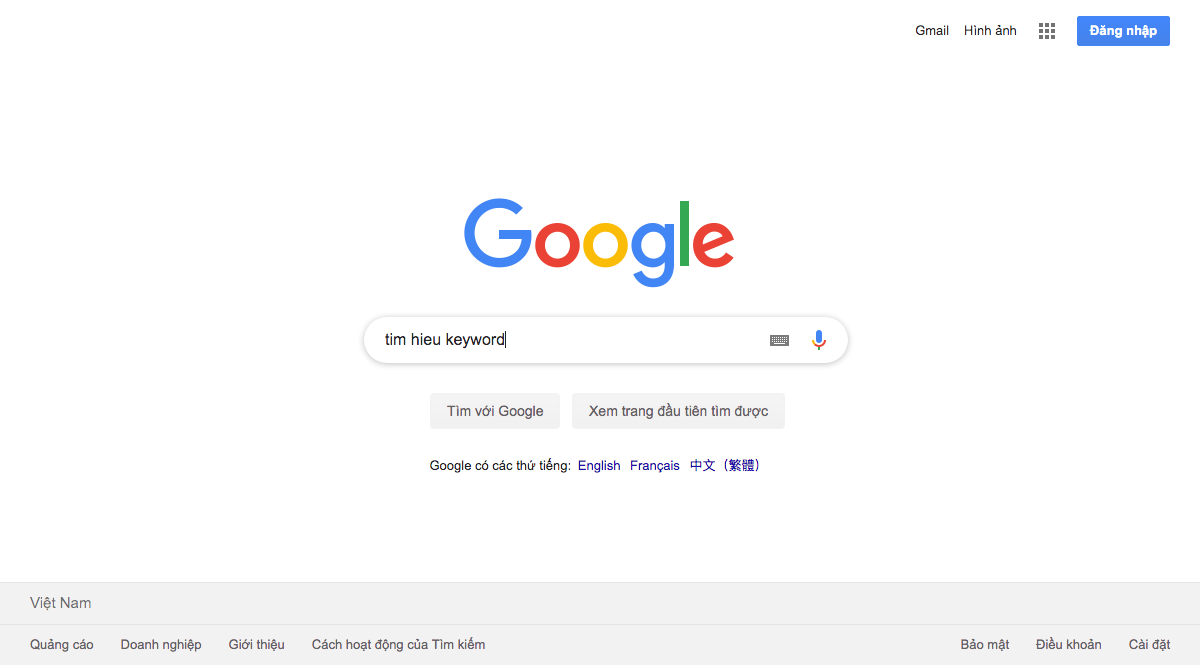 Gmail Hình ảnh Đăng nhập
Google
tim hieu keyword
Tìm với Google Xem trang đầu tiên tìm được
Google có các thứ tiếng: English Français 中文（繁體）
Việt Nam
Quảng cáo Doanh nghiệp Giới thiệu Cách hoạt động của Tìm kiếm Bảo mật Điều khoản Cài đặt